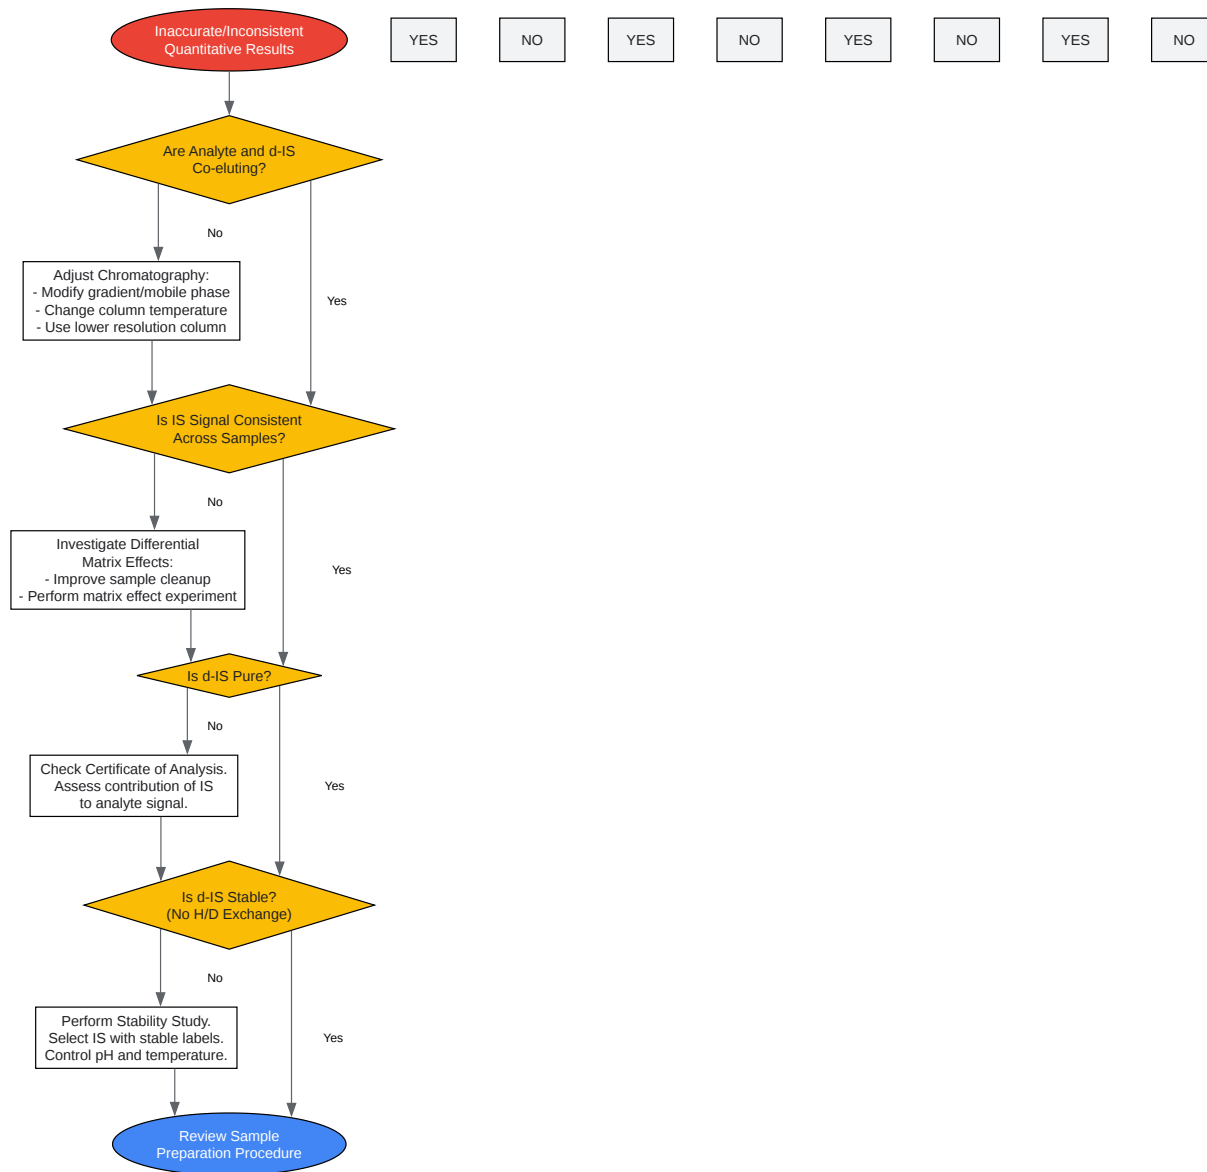 Inaccurate/Inconsistent
Quantitative Results
YES
NO
YES
NO
YES
NO
YES
NO
Are Analyte and d-IS
Co-eluting?
No
Adjust Chromatography:
- Modify gradient/mobile phase
- Change column temperature
- Use lower resolution column
Yes
Is IS Signal Consistent
Across Samples?
No
Investigate Differential
Matrix Effects:
- Improve sample cleanup
- Perform matrix effect experiment
Yes
Is d-IS Pure?
No
Check Certificate of Analysis.
Assess contribution of IS
to analyte signal.
Yes
Is d-IS Stable?
(No H/D Exchange)
No
Perform Stability Study.
Select IS with stable labels.
Control pH and temperature.
Yes
Review Sample
Preparation Procedure